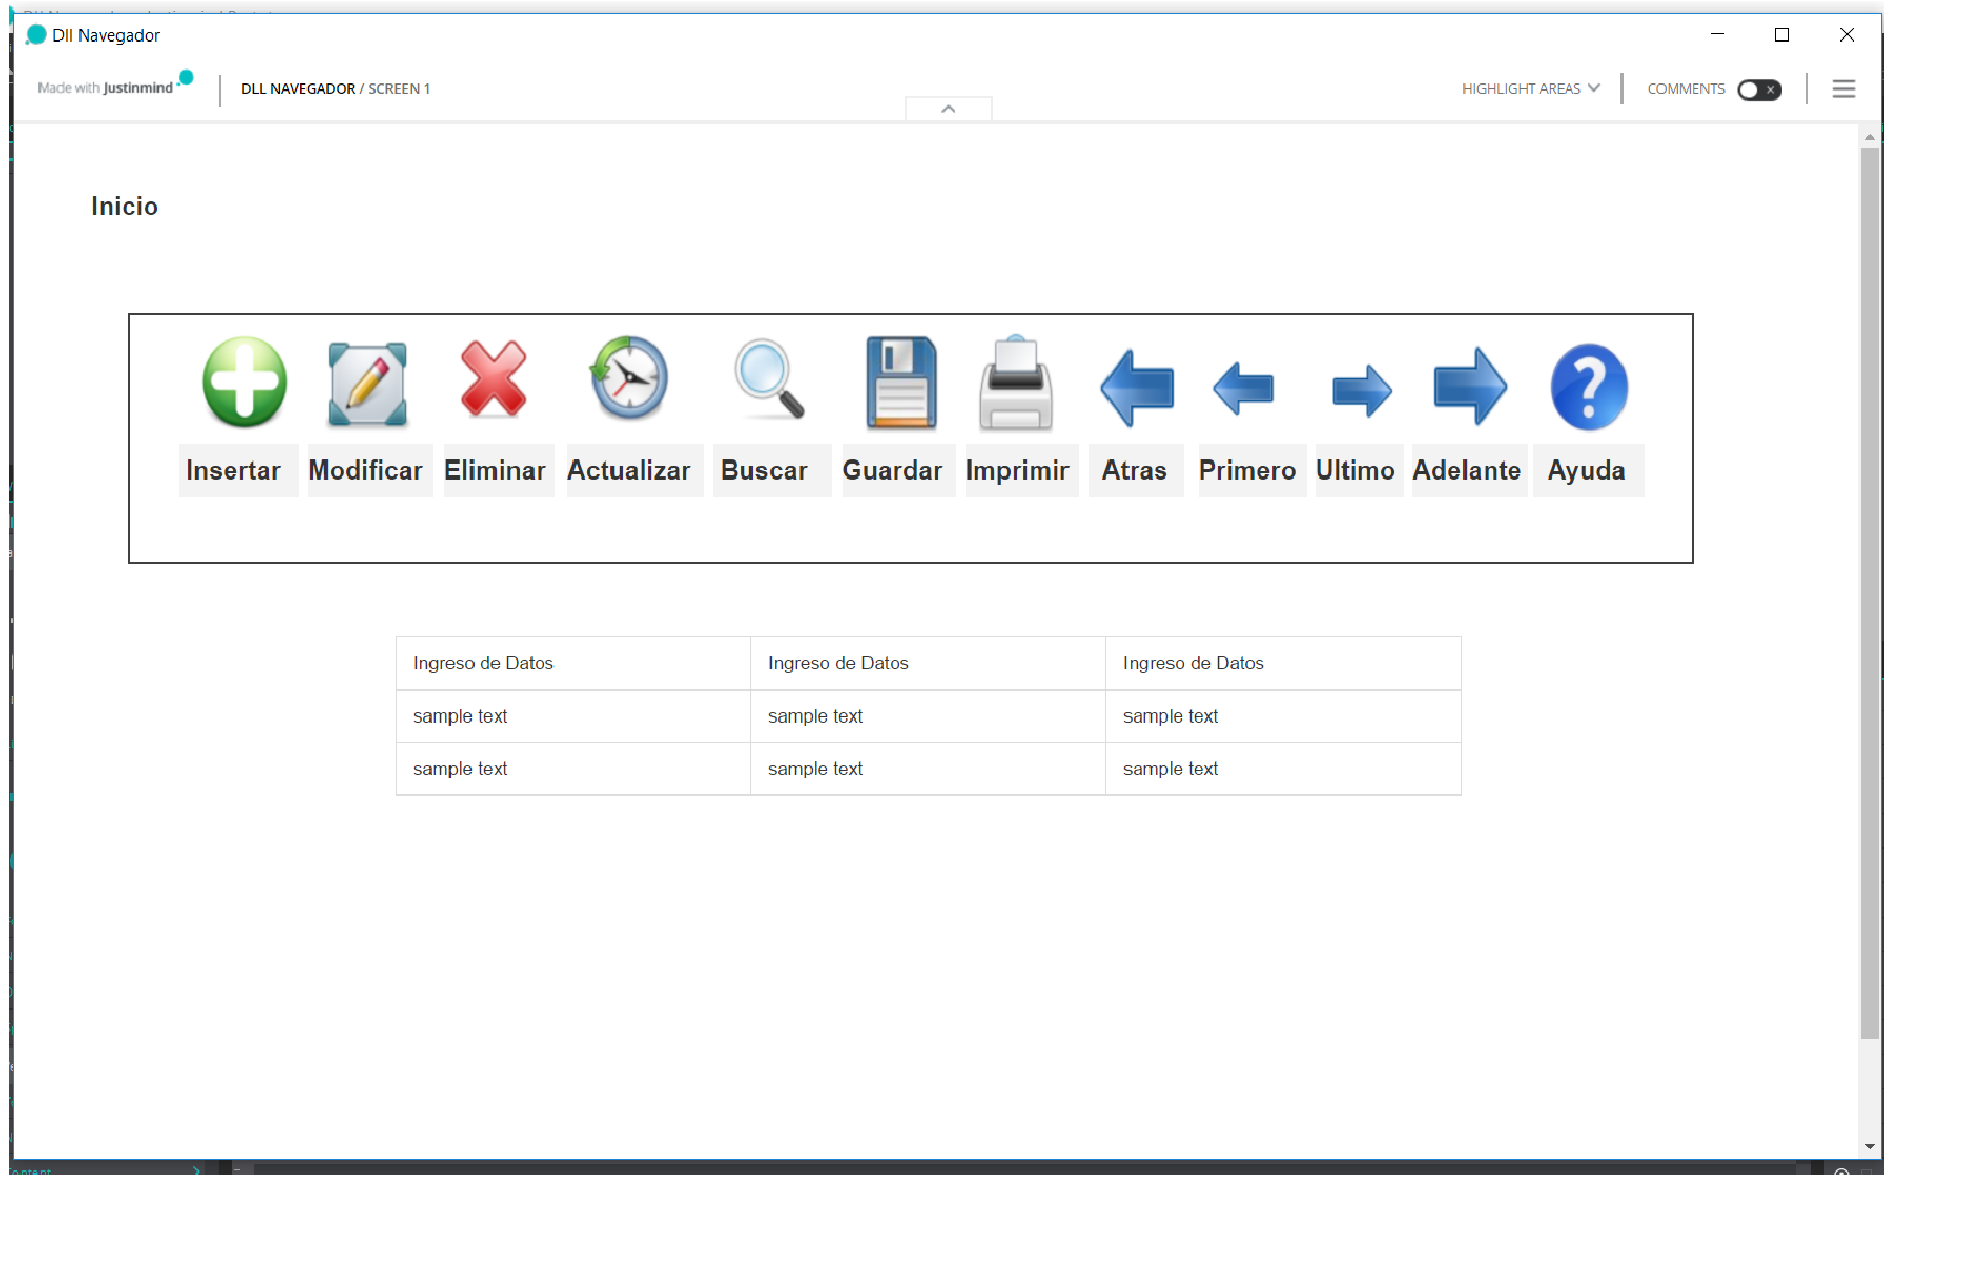 Dll Navegador
Made with Justinmind
DLL NAVEGADOR / SCREEN 1
HIGHLIGHT AREAS
COMMENTS
Inicio
Insertar Modificar Eliminar Actualizar Buscar Guardar Imprimir Atras Primero Ultimo Adelante Ayuda
Ingreso de Datos Ingreso de Datos Ingreso de Datos
sample text sample text sample text
sample text sample text sample text